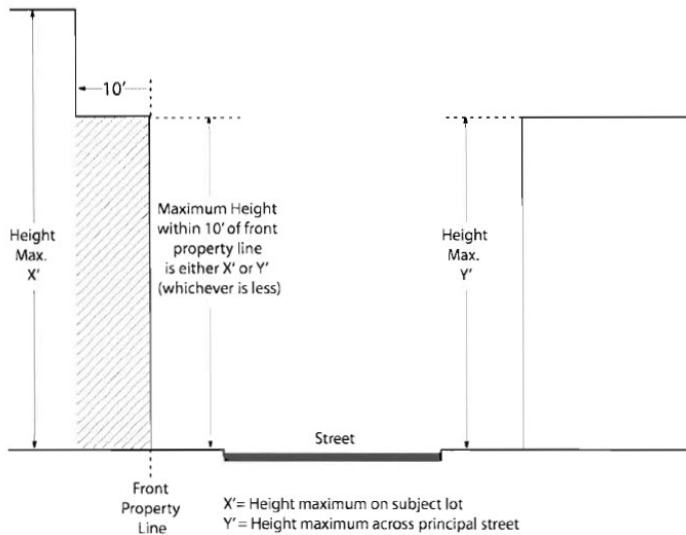 10'
Maximum Height
within 10' of front
property line
is either X' or Y'
(whichever is less)
Height
Max.
X'
Height
Max.
Y'
Street
Front
Property
Line
X'= Height maximum on subject lot
Y'= Height maximum across principal street